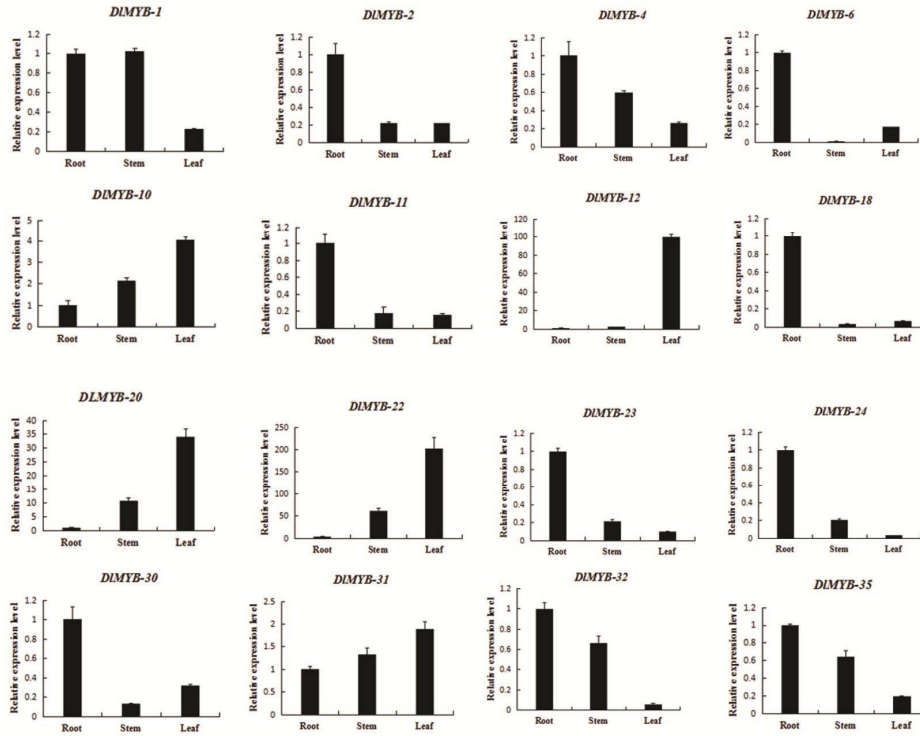 DlMYB-1
Relative expression level
1.2
1
0.8
0.6
0.4
0.2
0
Root Stem Leaf
DlMYB-2
Relative expression level
1.2
1
0.8
0.6
0.4
0.2
0
Root Stem Leaf
DlMYB-4
Relative expression level
1.2
1
0.8
0.6
0.4
0.2
0
Root Stem Leaf
DlMYB-6
Relative expression level
1.2
1
0.8
0.6
0.4
0.2
0
Root Stem Leaf
DlMYB-10
Relative expression level
5
4
3
2
1
0
Root Stem Leaf
DlMYB-11
Relative expression level
1.2
1
0.8
0.6
0.4
0.2
0
Root Stem Leaf
DlMYB-12
Relative expression level
120
100
80
60
40
20
0
Root Stem Leaf
DlMYB-18
Relative expression level
1.2
1
0.8
0.6
0.4
0.2
0
Root Stem Leaf
DLMYB-20
Relative expression level
40
35
30
25
20
15
10
5
0
Root Stem Leaf
DlMYB-22
Relative expression level
250
200
150
100
50
0
Root Stem Leaf
DlMYB-23
Relative expression level
1.2
1
0.8
0.6
0.4
0.2
0
Root Stem Leaf
DlMYB-24
Relative expression level
1.2
1
0.8
0.6
0.4
0.2
0
Root Stem Leaf
DlMYB-30
Relative expression level
1.2
1
0.8
0.6
0.4
0.2
0
Root Stem Leaf
DlMYB-31
Relative expression level
2.5
2
1.5
1
0.5
0
Root Stem Leaf
DlMYB-32
Relative expression level
1.2
1
0.8
0.6
0.4
0.2
0
Root Stem Leaf
DlMYB-35
Relative expression level
1.2
1
0.8
0.6
0.4
0.2
0
Root Stem Leaf